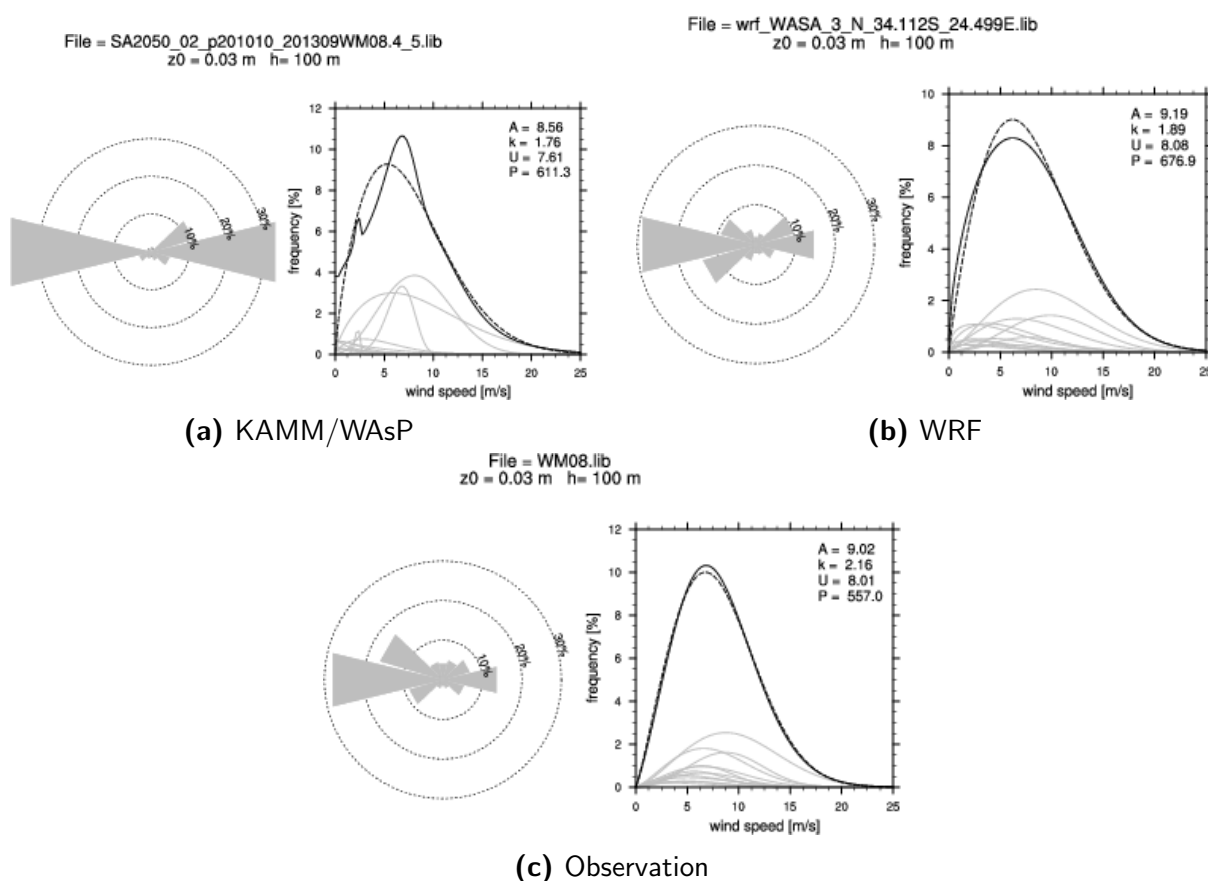 File = SA2050_02_p201010_201309WM08.4_5.lib
z0 = 0.03 m h= 100 m
10%
20%
30%
12
10
8
6
4
2
0
frequency [%]
A = 8.56
k = 1.76
U = 7.61
P = 611.3
0 5 10 15 20 25
wind speed [m/s]
(a) KAMM/WAsP
File = wrf_WASA_3_N_34.112S_24.499E.lib
z0 = 0.03 m h= 100 m
10%
20%
30%
10
8
6
4
2
0
frequency [%]
A = 9.19
k = 1.89
U = 8.08
P = 676.9
0 5 10 15 20 25
wind speed [m/s]
(b) WRF
File = WM08.lib
z0 = 0.03 m h= 100 m
10%
20%
30%
12
10
8
6
4
2
0
frequency [%]
A = 9.02
k = 2.16
U = 8.01
P = 557.0
0 5 10 15 20 25
wind speed [m/s]
(c) Observation